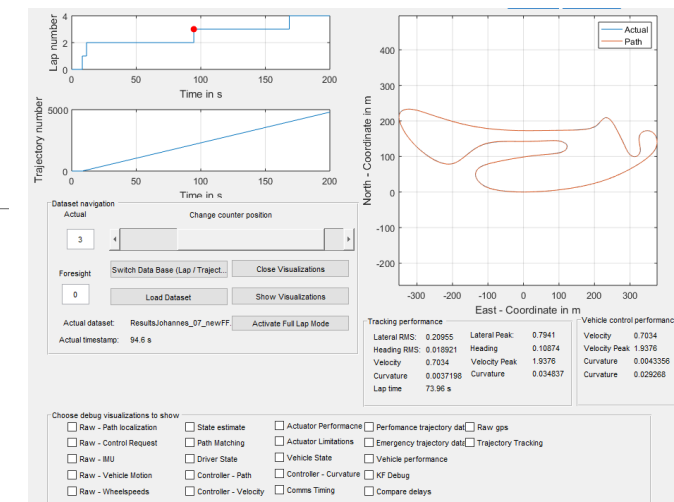 4
2
0
Lap number
0 50 100 150 200
Time in s
5000
0
Trajectory number
0 50 100 150 200
Time in s
Actual
Path
400
300
200
100
0
-100
-200
North - Coordinate in m
-300 -200 -100 0 100 200 300
East - Coordinate in m
Dataset navigation
Actual
Change counter position
3
Foresight
0
Switch Data Base (Lap / Traject...
Close Visualizations
Load Dataset
Show Visualizations
Actual dataset: ResultsJohannes_07_newFF.
Activate Full Lap Mode
Actual timestamp: 94.6 s
Tracking performance
Lateral RMS: 0.20955 Lateral Peak: 0.7941
Heading RMS: 0.018921 Heading 0.10874
Velocity 0.7034 Velocity Peak 1.9376
Curvature 0.0037198 Curvature 0.034837
Lap time 73.96 s
Vehicle control performance
Velocity 0.7034
Velocity Peak 1.9376
Curvature 0.0043356
Curvature 0.029268
Choose debug visualizations to show
Raw - Path localization State estimate Actuator Performacne Perfomance trajectory dat Raw gps
Raw - Control Request Path Matching Actuator Limitations Emergency trajectory data Trajectory Tracking
Raw - IMU Driver State Vehicle State Vehicle performance
Raw - Vehicle Motion Controller - Path Controller - Curvature KF Debug
Raw - Wheelspeeds Controller - Velocity Comms Timing Compare delays